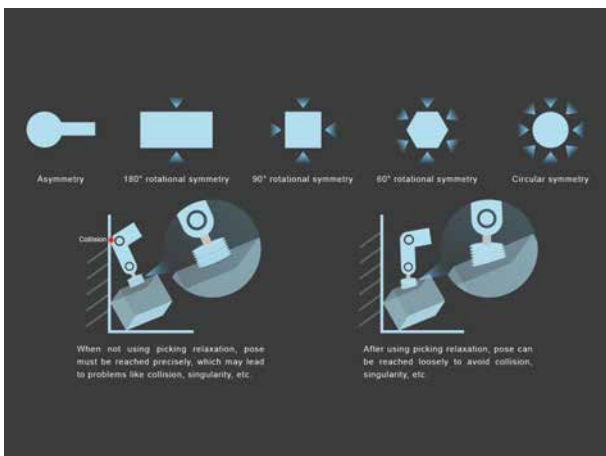 Asymmetry
180° rotational symmetry
90° rotational symmetry
60° rotational symmetry
Circular symmetry
Collision
When not using picking relaxation, pose
must be reached precisely, which may lead
to problems like collision, singularity, etc.
After using picking relaxation, pose can
be reached loosely to avoid collision,
singularity, etc.